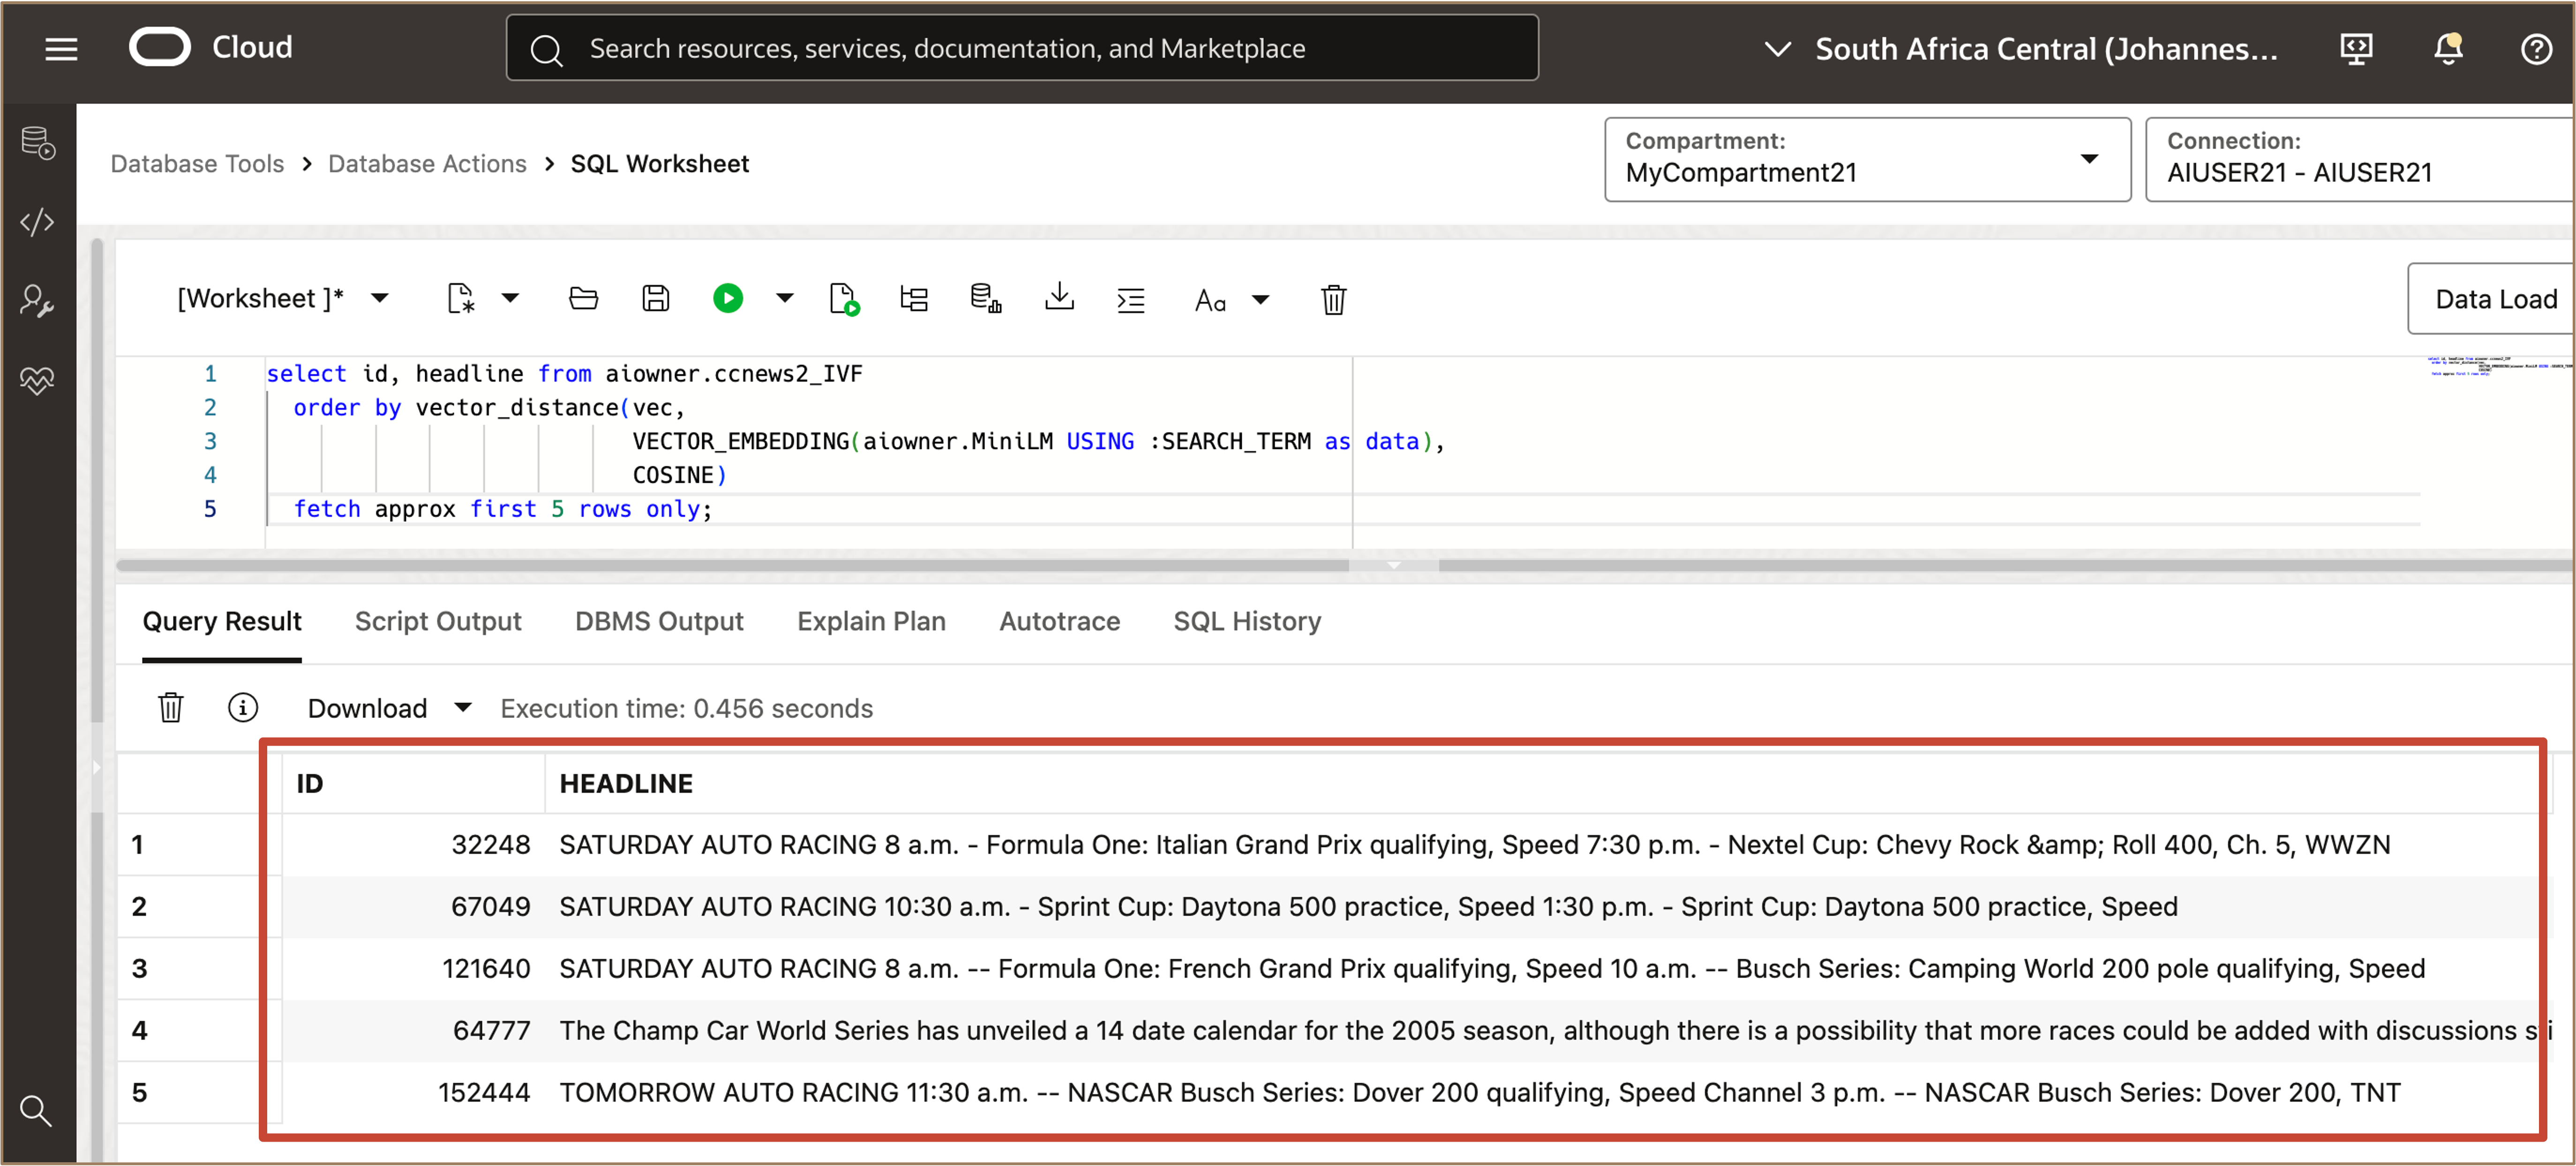 Cloud
Search resources, services, documentation, and Marketplace
South Africa Central (Johannes...
Database Tools > Database Actions > SQL Worksheet
Compartment:
MyCompartment21
Connection:
AIUSER21 - AIUSER21
[Worksheet ]*
Aa
Data Load
1 select id, headline from aiowner.ccnews2_IVF
2 order by vector_distance(vec,
3 VECTOR_EMBEDDING(aiowner.MiniLM USING :SEARCH_TERM as data),
4 COSINE)
5 fetch approx first 5 rows only;
Query Result Script Output DBMS Output Explain Plan Autotrace SQL History
Download Execution time: 0.456 seconds
ID HEADLINE
1 32248 SATURDAY AUTO RACING 8 a.m. - Formula One: Italian Grand Prix qualifying, Speed 7:30 p.m. - Nextel Cup: Chevy Rock &amp; Roll 400, Ch. 5, WWZN
2 67049 SATURDAY AUTO RACING 10:30 a.m. - Sprint Cup: Daytona 500 practice, Speed 1:30 p.m. - Sprint Cup: Daytona 500 practice, Speed
3 121640 SATURDAY AUTO RACING 8 a.m. -- Formula One: French Grand Prix qualifying, Speed 10 a.m. -- Busch Series: Camping World 200 pole qualifying, Speed
4 64777 The Champ Car World Series has unveiled a 14 date calendar for the 2005 season, although there is a possibility that more races could be added with discussions
5 152444 TOMORROW AUTO RACING 11:30 a.m. -- NASCAR Busch Series: Dover 200 qualifying, Speed Channel 3 p.m. -- NASCAR Busch Series: Dover 200, TNT